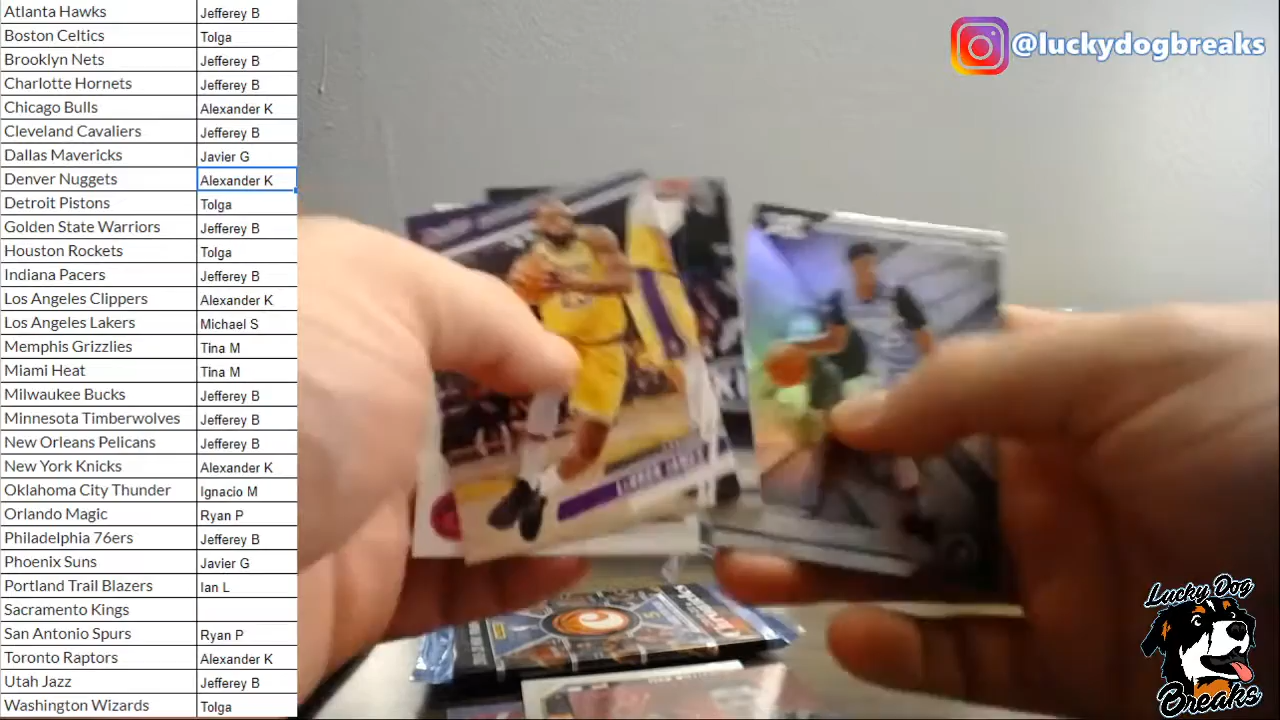 Atlanta Hawks Jefferey B
Boston Celtics Tolga
Brooklyn Nets Jefferey B
Charlotte Hornets Jefferey B
Chicago Bulls Alexander K
Cleveland Cavaliers Jefferey B
Dallas Mavericks Javier G
Denver Nuggets Alexander K
Detroit Pistons Tolga
Golden State Warriors Jefferey B
Houston Rockets Tolga
Indiana Pacers Jefferey B
Los Angeles Clippers Alexander K
Los Angeles Lakers Michael S
Memphis Grizzlies Tina M
Miami Heat Tina M
Milwaukee Bucks Jefferey B
Minnesota Timberwolves Jefferey B
New Orleans Pelicans Jefferey B
New York Knicks Alexander K
Oklahoma City Thunder Ignacio M
Orlando Magic Ryan P
Philadelphia 76ers Jefferey B
Phoenix Suns Javier G
Portland Trail Blazers Ian L
Sacramento Kings
San Antonio Spurs Ryan P
Toronto Raptors Alexander K
Utah Jazz Jefferey B
Washington Wizards Tolga
@luckydogbreaks
LEBRON JAMES
Lucky Dog
Breaks